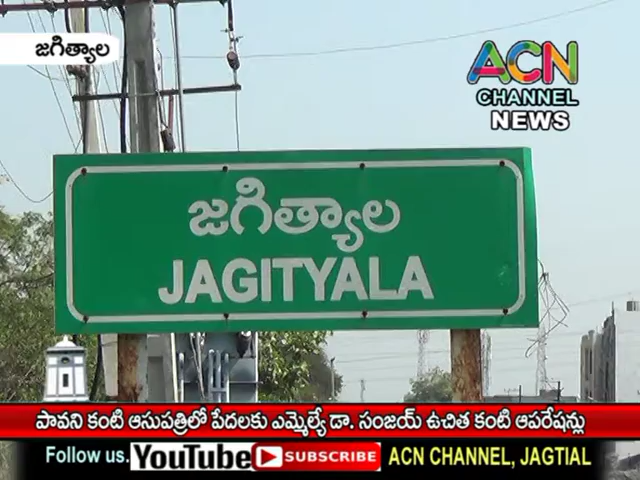 జగిత్యాల
ACN
CHANNEL
NEWS
జగిత్యాల
JAGITYALA
పావని కంటి ఆసుపత్రిలో పేదలకు ఎమ్మెల్యే డా. సంజయ్ ఉచిత కంటి ఆపరేషన్లు
Follow us. YouTube SUBSCRIBE ACN CHANNEL, JAGTIAL